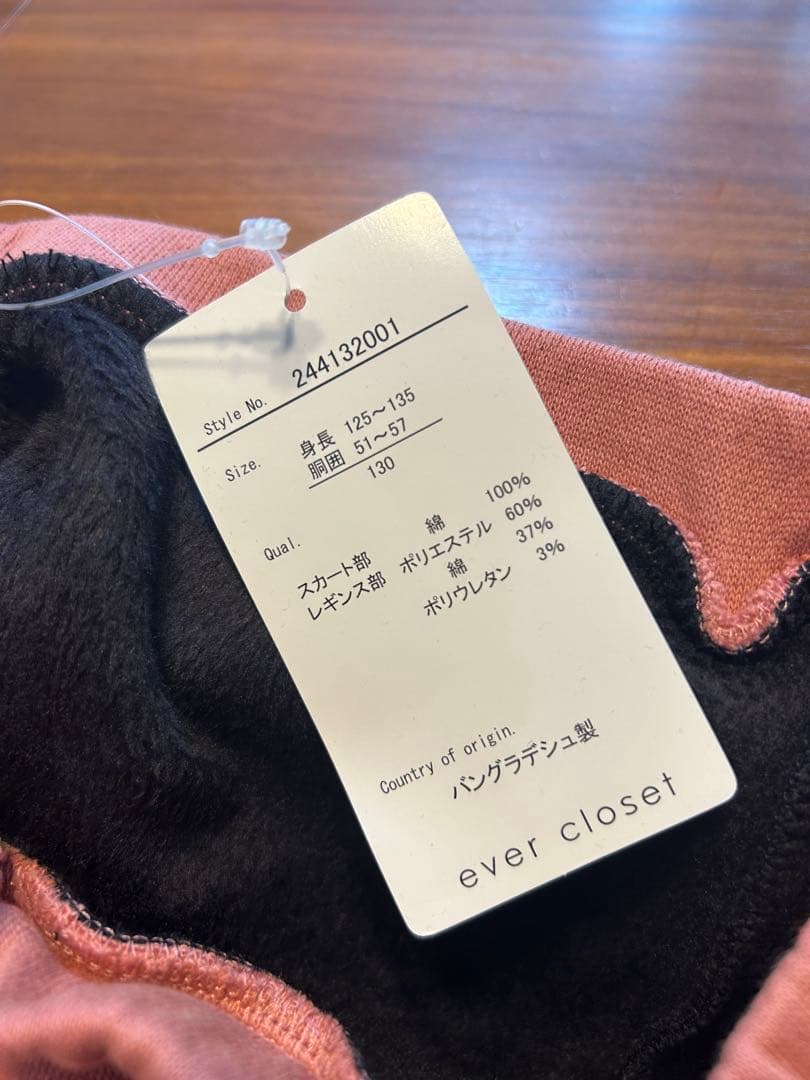 Style No. 244132001
Size. 身長 125～135
胴囲 51～57
130
Qual.
スカート部 綿 100%
レギンス部 ポリエステル 60%
綿 37%
ポリウレタン 3%
Country of origin.
バングラデシュ製
ever closet